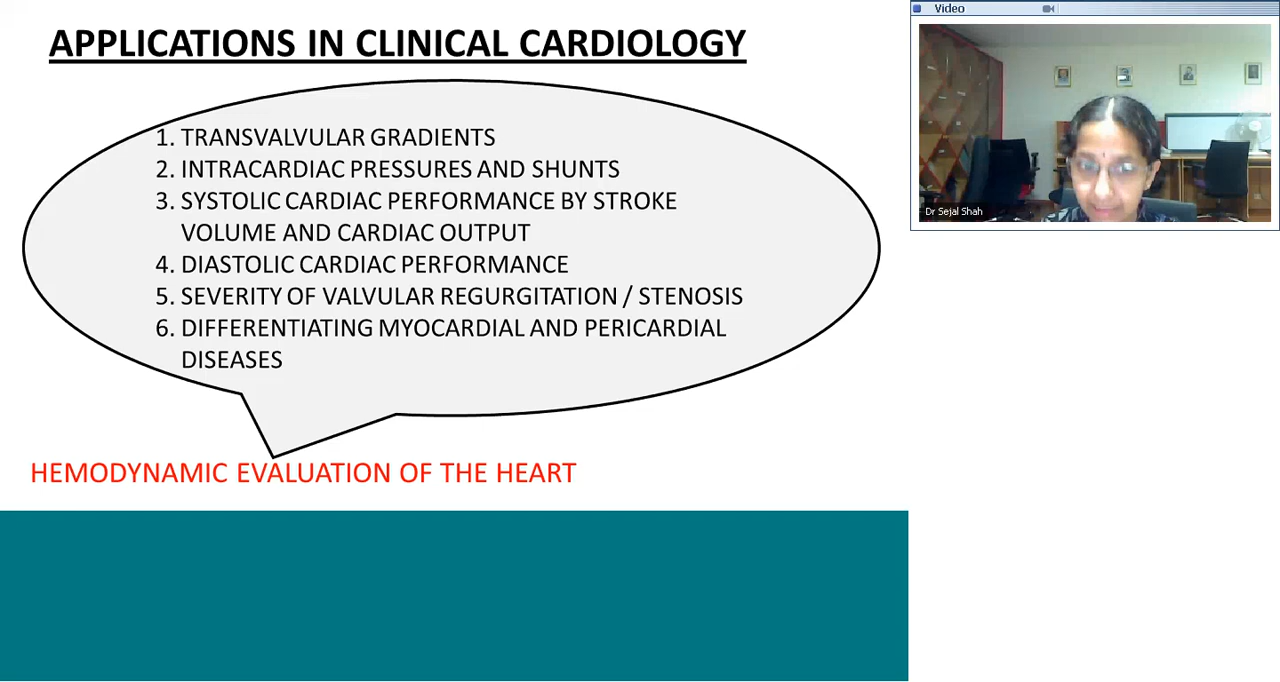 APPLICATIONS IN CLINICAL CARDIOLOGY
1. TRANSVALVULAR GRADIENTS
2. INTRACARDIAC PRESSURES AND SHUNTS
3. SYSTOLIC CARDIAC PERFORMANCE BY STROKE
VOLUME AND CARDIAC OUTPUT
4. DIASTOLIC CARDIAC PERFORMANCE
5. SEVERITY OF VALVULAR REGURGITATION / STENOSIS
6. DIFFERENTIATING MYOCARDIAL AND PERICARDIAL
DISEASES
HEMODYNAMIC EVALUATION OF THE HEART
Video
Dr Sejal Shah